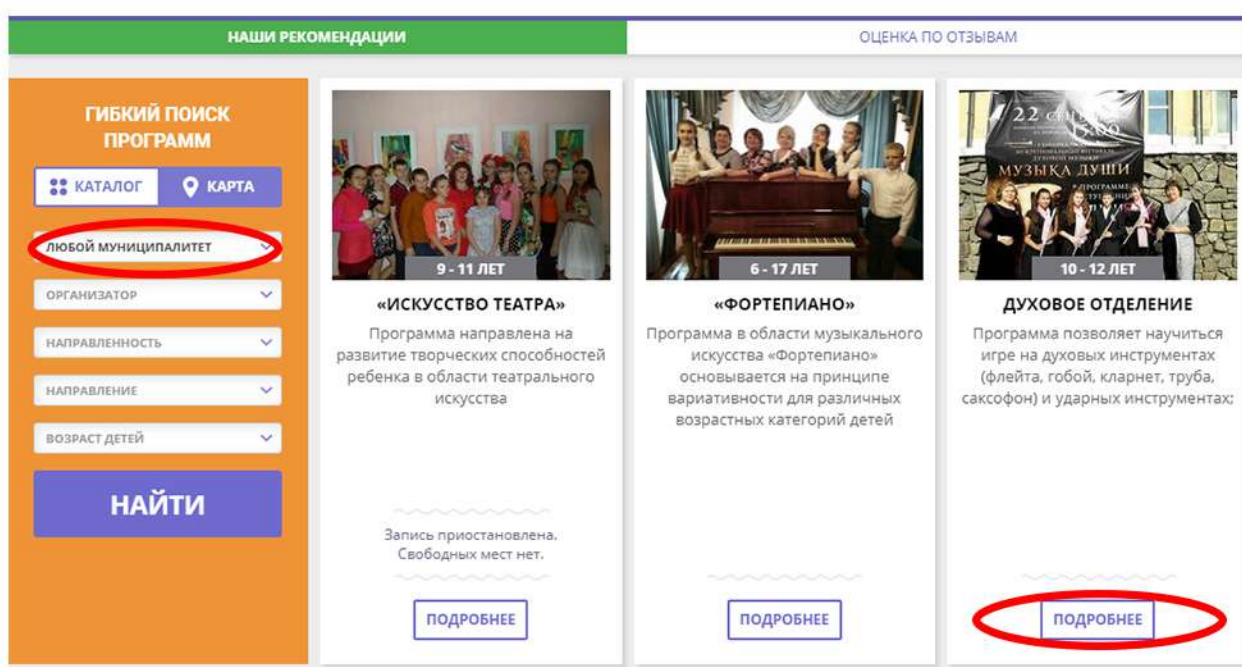 НАШИ РЕКОМЕНДАЦИИ
ОЦЕНКА ПО ОТЗЫВАМ
ГИБКИЙ ПОИСК
ПРОГРАММ
КАТАЛОГ
КАРТА
ЛЮБОЙ МУНИЦИПАЛИТЕТ
ОРГАНИЗАТОР
НАПРАВЛЕННОСТЬ
НАПРАВЛЕНИЕ
ВОЗРАСТ ДЕТЕЙ
НАЙТИ
9 - 11 ЛЕТ
«ИСКУССТВО ТЕАТРА»
Программа направлена на
развитие творческих способностей
ребенка в области театрального
искусства
Запись приостановлена.
Свободных мест нет.
ПОДРОБНЕЕ
6 - 17 ЛЕТ
«ФОРТЕПИАНО»
Программа в области музыкального
искусства «Фортепиано»
основывается на принципе
вариативности для различных
возрастных категорий детей
ПОДРОБНЕЕ
22
15:00
МУЗЫКА ДУШИ
В ПРОГРАММЕ
10 - 12 ЛЕТ
ДУХОВОЕ ОТДЕЛЕНИЕ
Программа позволяет научиться
игре на духовых инструментах
(флейта, гобой, кларнет, труба,
саксофон) и ударных инструментах;
ПОДРОБНЕЕ